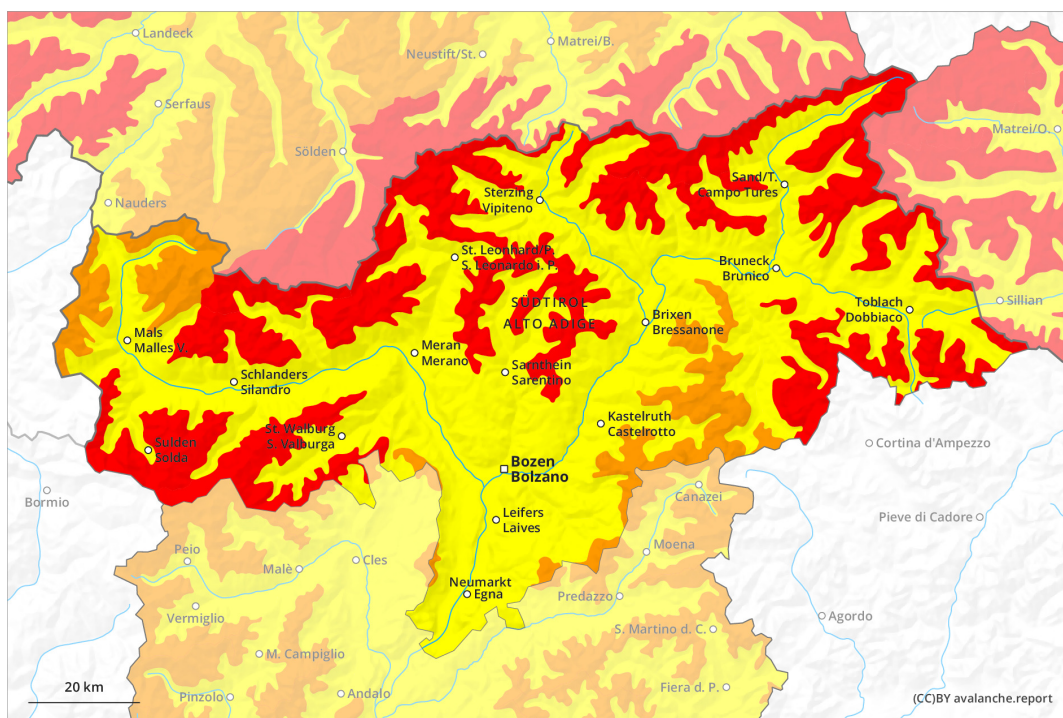 Landeck
Matrei/B.
Neustift/St.
Serfaus
Matrei/O.
Sölden
Sand/T.
Campo Tures
Sterzing
Vipiteno
Nauders
St. Leonhard/P.
S. Leonardo i. P.
Bruneck
Brunico
SÜDTIROL
ALTO ADIGE
Sillian
Toblach
Dobbiaco
Brixen
Bressanone
Mals
Malles V.
Meran
Merano
Sarnthein
Sarentino
Schlanders
Silandro
Kastelruth
Castelrotto
St. Walburg
S. Valburga
Sulden
Solda
Cortina d'Ampezzo
Bozen
Bolzano
Bormio
Canazei
Leifers
Laives
Pieve di Cadore
Peio
Moena
Cles
Malè
Neumarkt
Egna
Predazzo
Vermiglio
Agordo
S. Martino d. C.
M. Campiglio
20 km
Pinzolo
Andalo
Fiera d. P.
(CC)BY avalanche.report